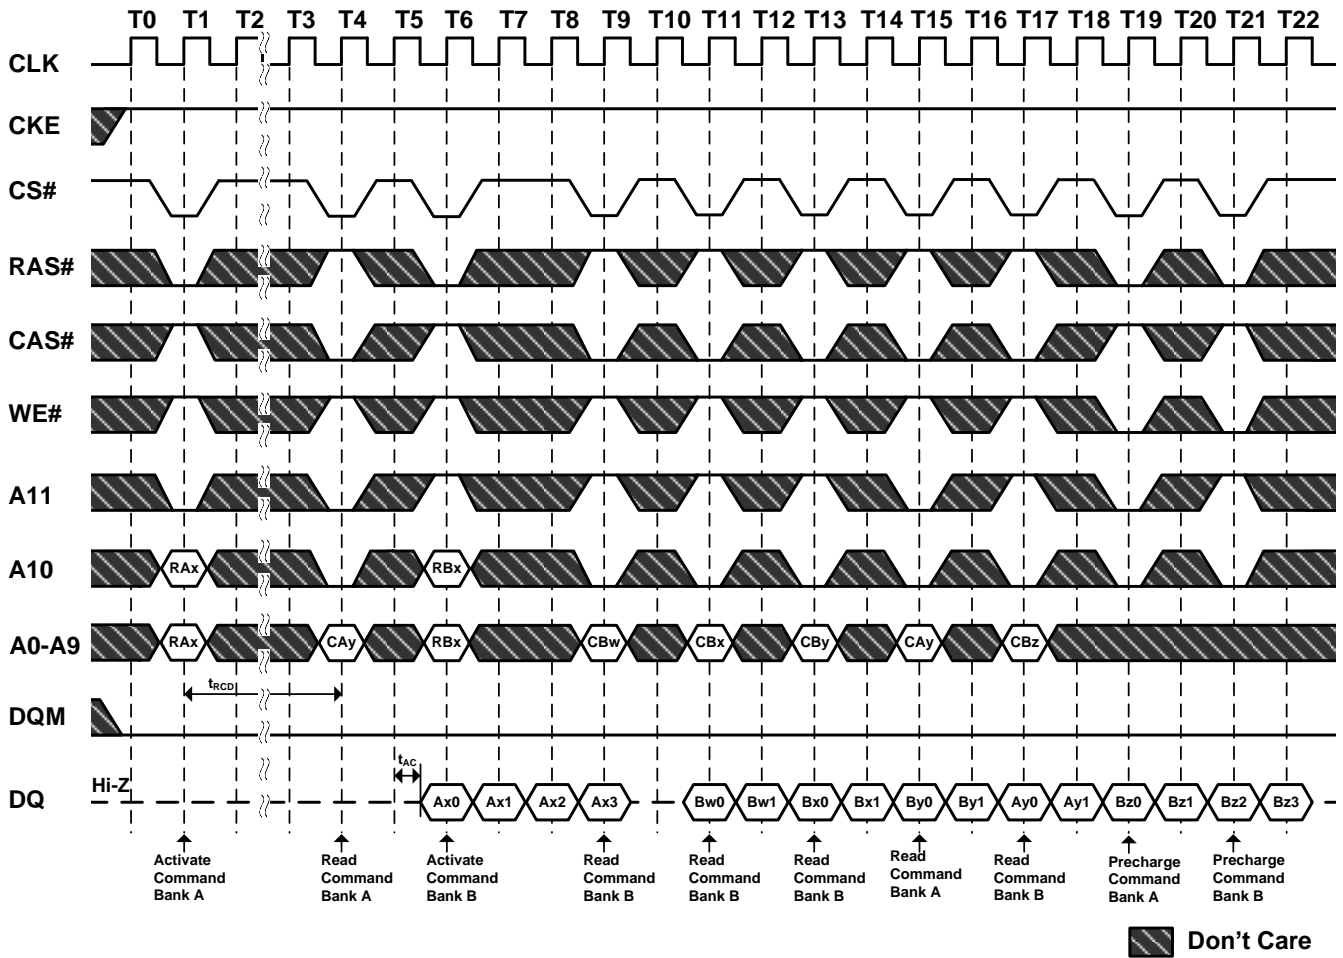 T0 T1 T2 T3 T4 T5 T6 T7 T8 T9 T10 T11 T12 T13 T14 T15 T16 T17 T18 T19 T20 T21 T22
CLK
CKE
CS#
RAS#
CAS#
WE#
A11
A10 RAx RBx
A0-A9 RAx CAy RBx CBw CBx CBy CAy CBz
tRCD
DQM
tAC
Hi-Z
DQ Ax0 Ax1 Ax2 Ax3 Bw0 Bw1 Bx0 Bx1 By0 By1 Ay0 Ay1 Bz0 Bz1 Bz2 Bz3
Activate Command Bank A
Read Command Bank A
Activate Command Bank B
Read Command Bank B
Read Command Bank B
Read Command Bank B
Read Command Bank A
Read Command Bank B
Precharge Command Bank A
Precharge Command Bank B
Don't Care